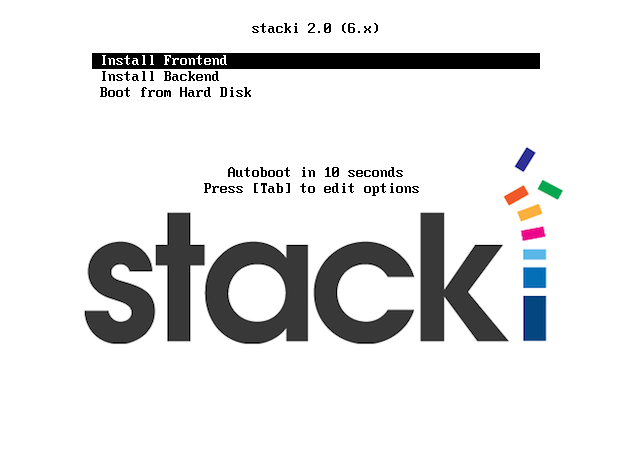 stacki 2.0 (6.x)
Install Frontend
Install Backend
Boot from Hard Disk
Autoboot in 10 seconds
Press [Tab] to edit options
stacki